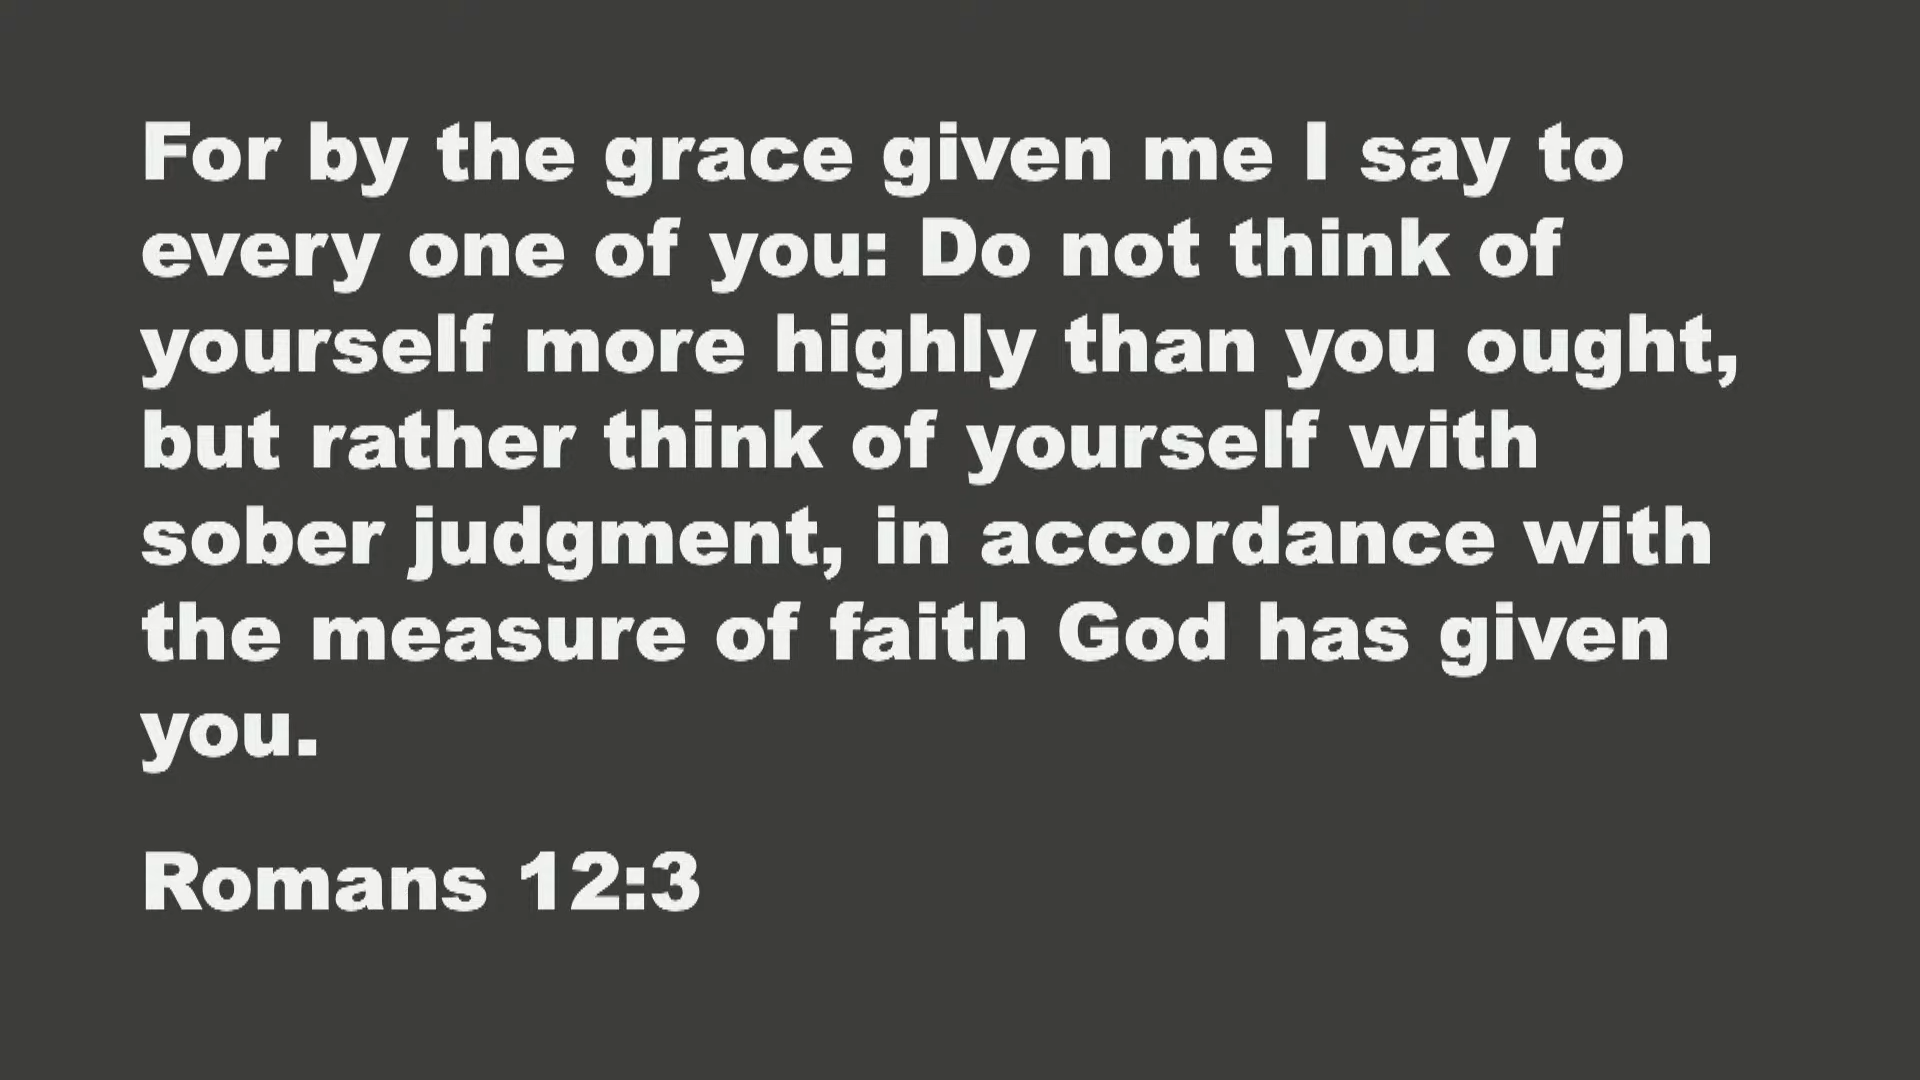 For by the grace given me I say to
every one of you: Do not think of
yourself more highly than you ought,
but rather think of yourself with
sober judgment, in accordance with
the measure of faith God has given
you.
Romans 12:3